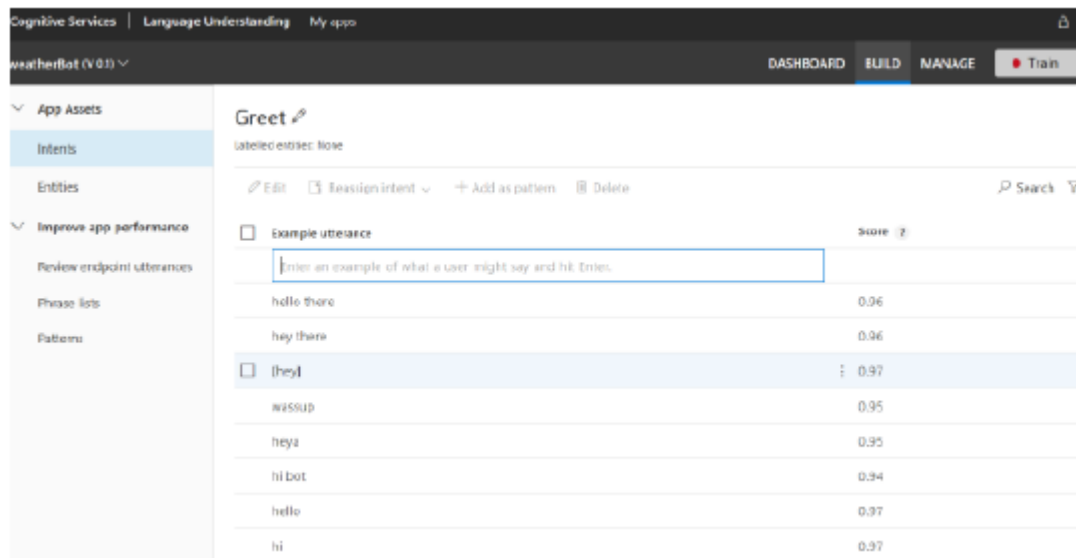 Cognitive Services | Language Understanding My apps
weatherBot (V 0.1) DASHBOARD BUILD MANAGE Train
App Assets
Greet
Intents
Labelled entities: None
Entities
Edit Reassign intent Add as pattern Delete Search
Improve app performance
Example utterance Score ?
Review endpoint utterances
Enter an example of what a user might say and hit Enter.
Phrase lists
hello there 0.96
Patterns
hey there 0.96
[hey] 0.97
wassup 0.95
heya 0.95
hi bot 0.94
hello 0.97
hi 0.97